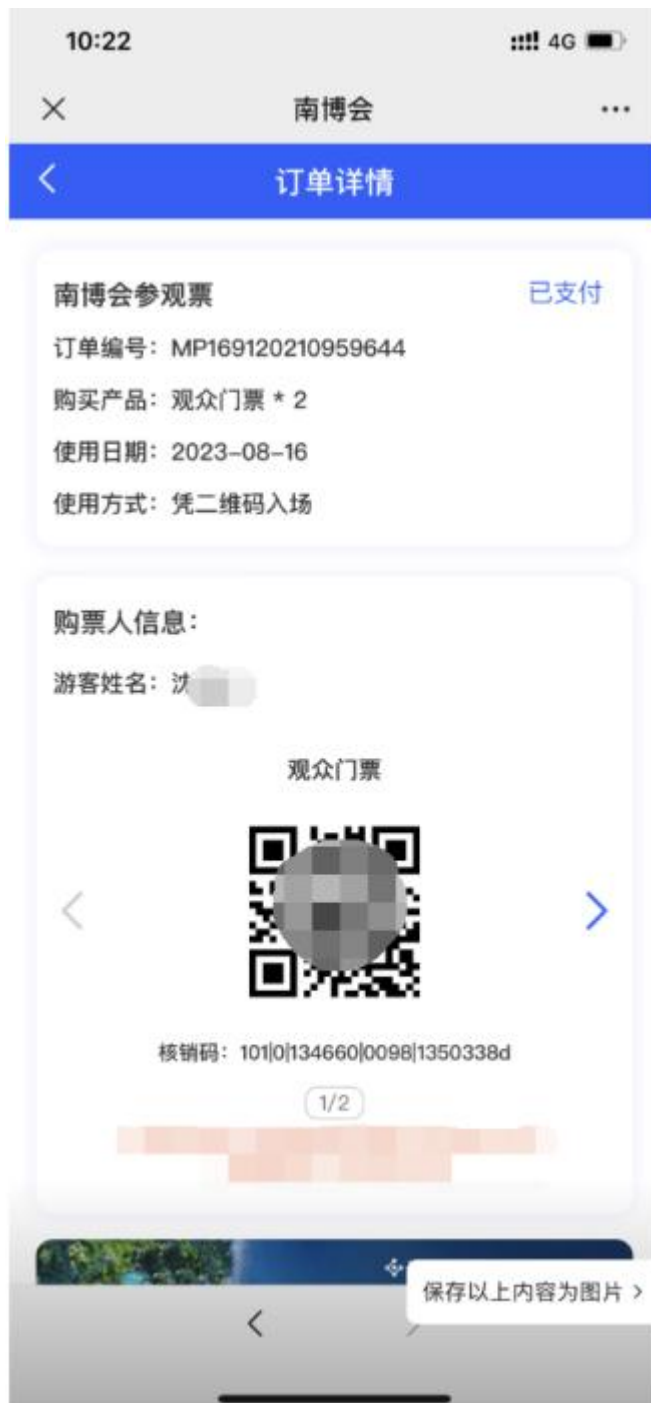 10:22
4G
南博会
订单详情
南博会参观票
已支付
订单编号：MP169120210959644
购买产品：观众门票 * 2
使用日期：2023-08-16
使用方式：凭二维码入场
购票人信息：
游客姓名：沈
观众门票
核销码：101|0|134660|0098|1350338d
1/2
保存以上内容为图片 >